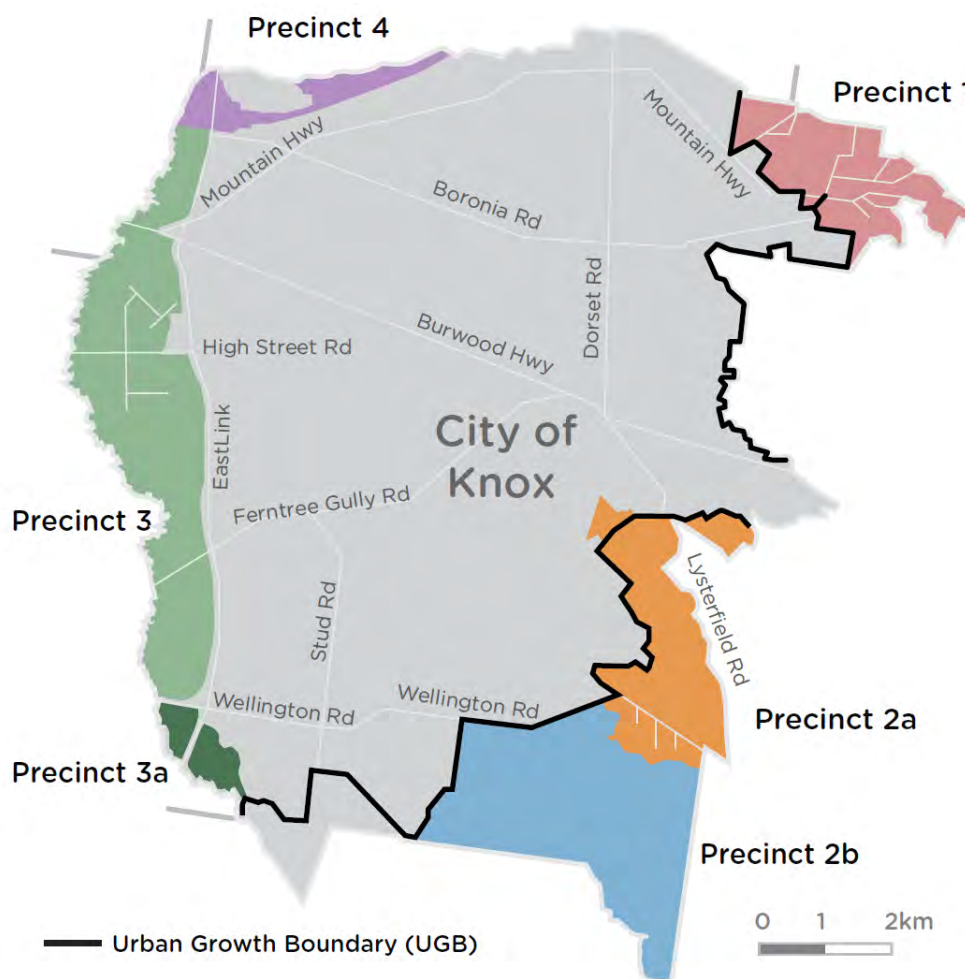 Precinct 4
Precinct 1
Mountain Hwy
Mountain Hwy
Boronia Rd
Dorset Rd
Burwood Hwy
High Street Rd
EastLink
City of
Knox
Ferntree Gully Rd
Precinct 3
Stud Rd
Lysterfield Rd
Wellington Rd
Wellington Rd
Precinct 2a
Precinct 3a
Precinct 2b
0 1 2km
Urban Growth Boundary (UGB)